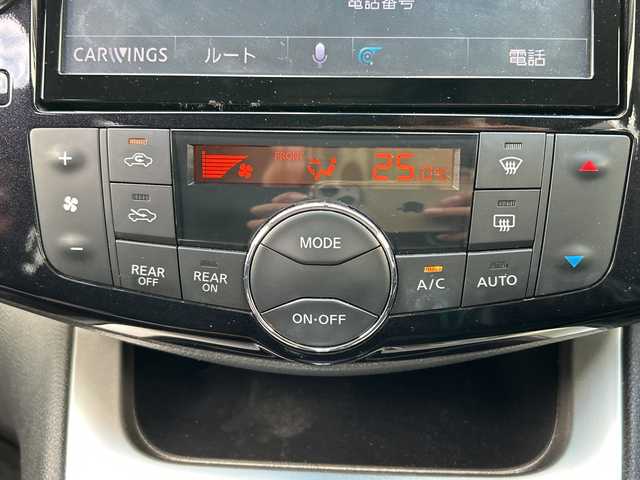 電話番号
CARWINGS ルート 電話
FRONT 25.0℃
+
−
REAR OFF
REAR ON
MODE
ON·OFF
A/C
AUTO